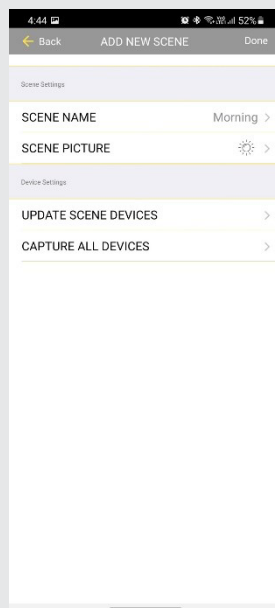 4:44 52%
Back ADD NEW SCENE Done
Scene Settings
SCENE NAME Morning
SCENE PICTURE
Device Settings
UPDATE SCENE DEVICES
CAPTURE ALL DEVICES